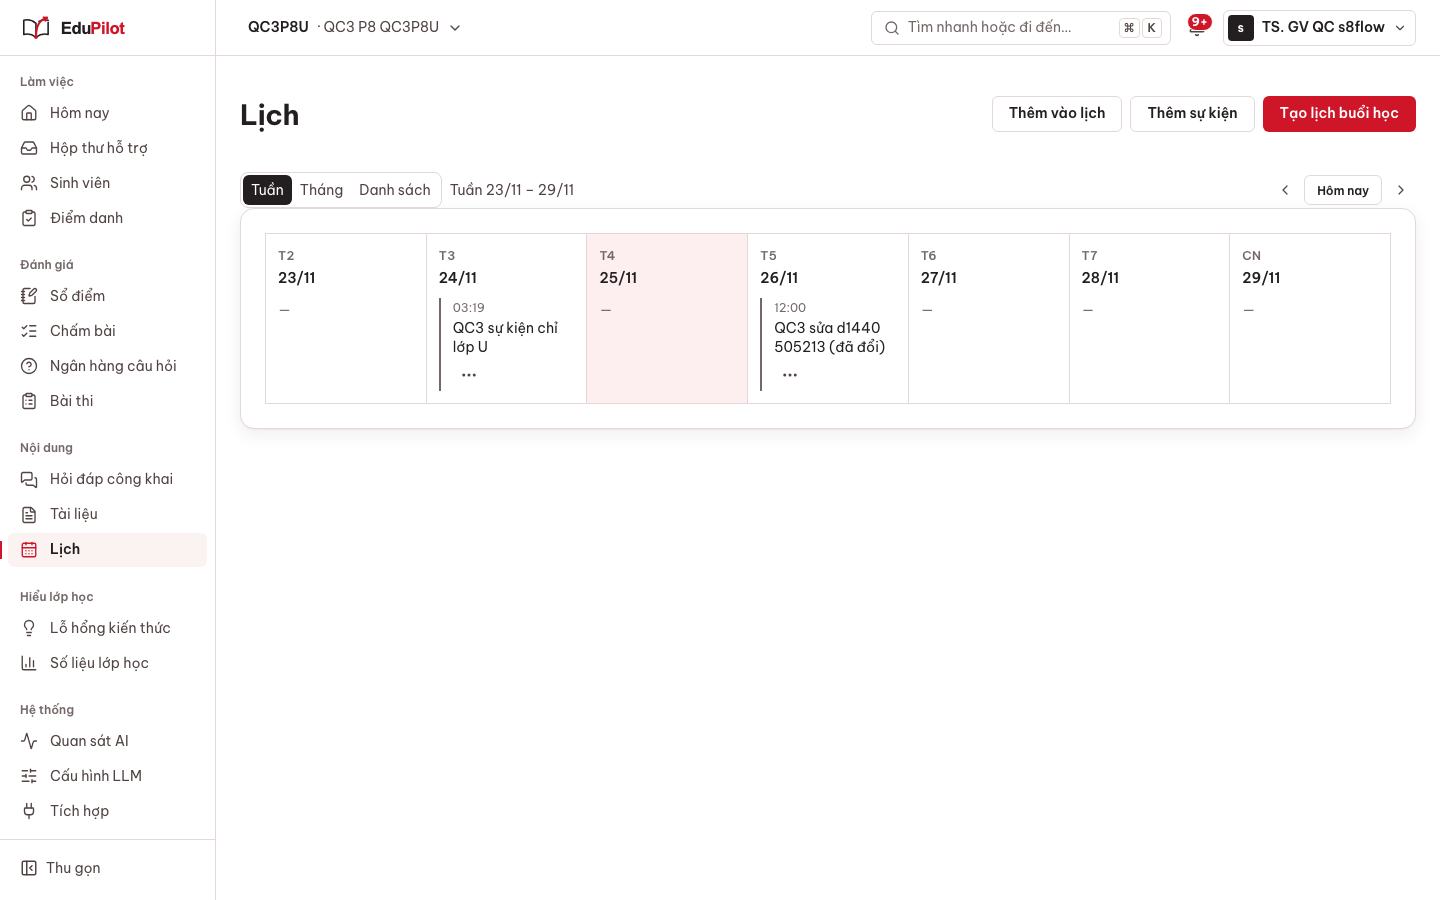 EduPilot
QC3P8U · QC3 P8 QC3P8U
Tìm nhanh hoặc đi đến... ⌘ K
9+
s TS. GV QC s8flow
Làm việc
Hôm nay
Hộp thư hỗ trợ
Sinh viên
Điểm danh
Đánh giá
Sổ điểm
Chấm bài
Ngân hàng câu hỏi
Bài thi
Nội dung
Hỏi đáp công khai
Tài liệu
Lịch
Hiểu lớp học
Lỗ hổng kiến thức
Số liệu lớp học
Hệ thống
Quan sát AI
Cấu hình LLM
Tích hợp
Thu gọn
Lịch
Thêm vào lịch
Thêm sự kiện
Tạo lịch buổi học
Tuần Tháng Danh sách Tuần 23/11 – 29/11
Hôm nay
T2
23/11
—
T3
24/11
03:19
QC3 sự kiện chỉ
lớp U
...
T4
25/11
—
T5
26/11
12:00
QC3 sửa d1440
505213 (đã đổi)
...
T6
27/11
—
T7
28/11
—
CN
29/11
—